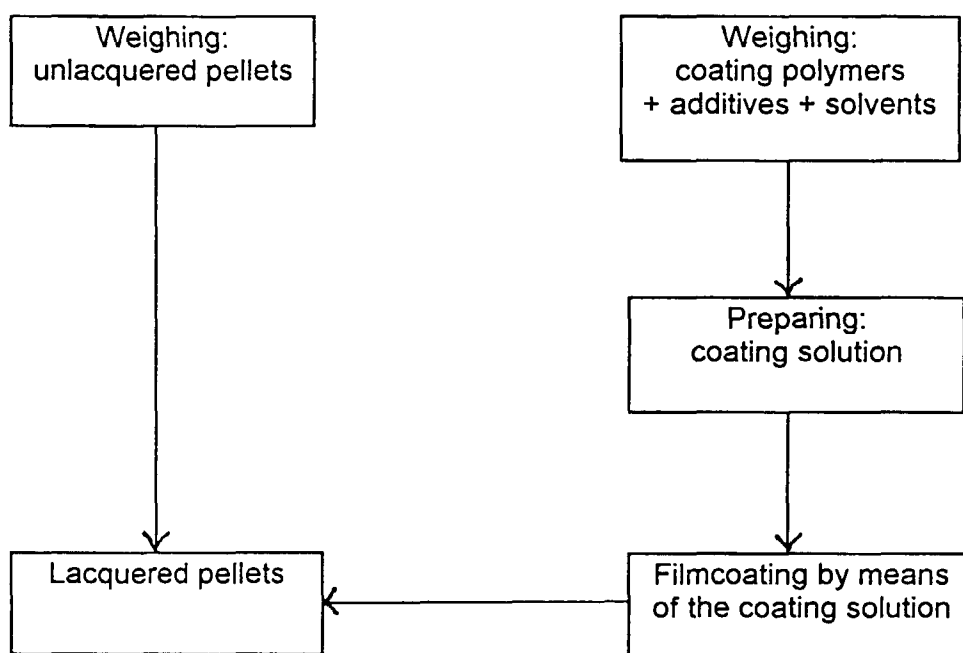 Weighing:
unlacquered pellets
Weighing:
coating polymers
+ additives + solvents
Preparing:
coating solution
Lacquered pellets
Filmcoating by means
of the coating solution